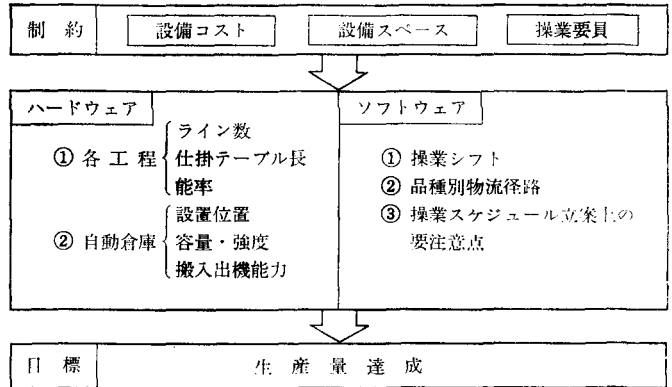 制約 設備コスト 設備スペース 操業要員
ハードウェア
① 各工程
ライン数
仕掛テーブル長
能率
② 自動倉庫
設置位置
容量・強度
搬入出機能力
ソフトウェア
① 操業シフト
② 品種別物流径路
③ 操業スケジュール立案上の
要注意点
目標 生産量達成